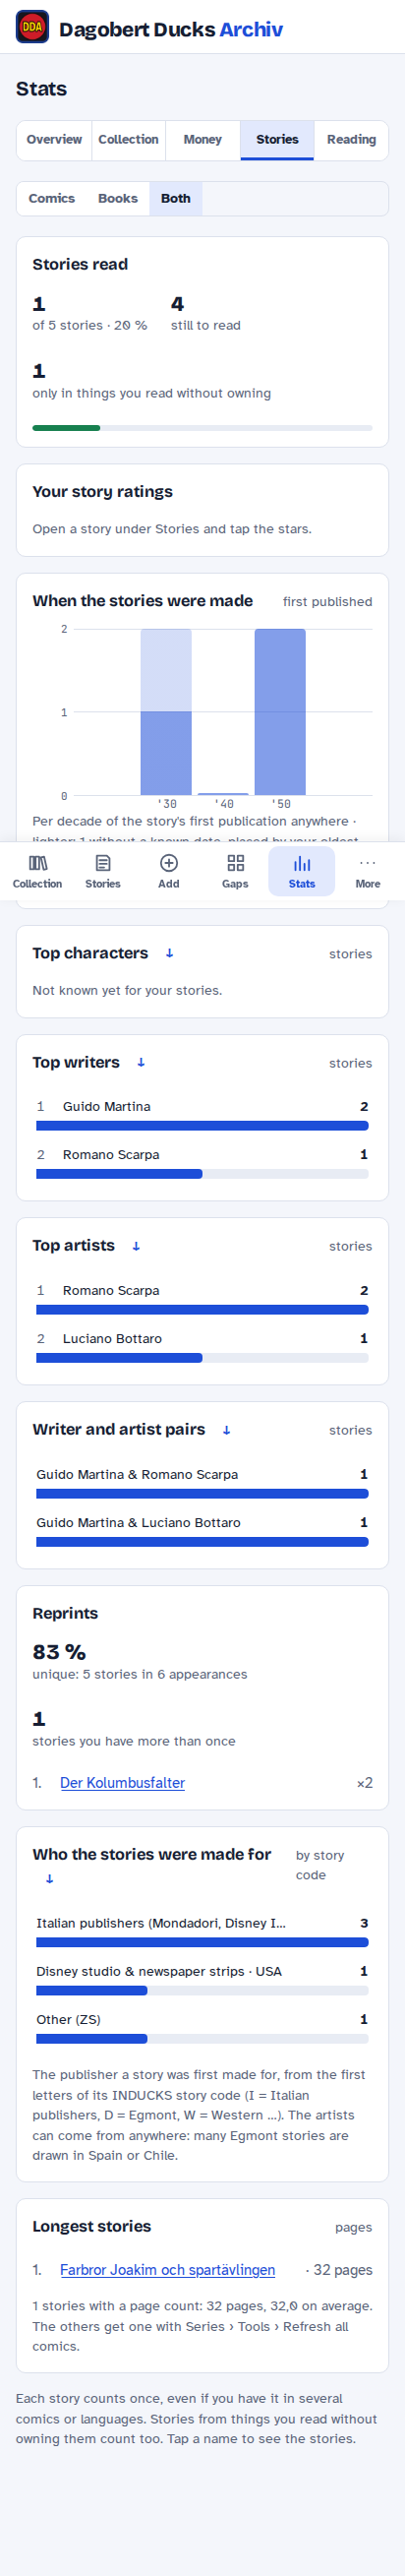 DDA
Dagobert Ducks Archiv
Stats
Overview Collection Money Stories Reading
Comics Books Both
Stories read
1 4
of 5 stories · 20 % still to read
1
only in things you read without owning
Your story ratings
Open a story under Stories and tap the stars.
When the stories were made first published
2
1
0
'30 '40 '50
Per decade of the story's first publication anywhere ·
lighter: 1 without a known date, placed by your oldest
Collection Stories Add Gaps Stats More
Top characters ↓ stories
Not known yet for your stories.
Top writers ↓ stories
1 Guido Martina 2
2 Romano Scarpa 1
Top artists ↓ stories
1 Romano Scarpa 2
2 Luciano Bottaro 1
Writer and artist pairs ↓ stories
Guido Martina & Romano Scarpa 1
Guido Martina & Luciano Bottaro 1
Reprints
83 %
unique: 5 stories in 6 appearances
1
stories you have more than once
1. Der Kolumbusfalter ×2
Who the stories were made for ↓ by story
code
Italian publishers (Mondadori, Disney I... 3
Disney studio & newspaper strips · USA 1
Other (ZS) 1
The publisher a story was first made for, from the first
letters of its INDUCKS story code (I = Italian
publishers, D = Egmont, W = Western ...). The artists
can come from anywhere: many Egmont stories are
drawn in Spain or Chile.
Longest stories pages
1. Farbror Joakim och spartävlingen · 32 pages
1 stories with a page count: 32 pages, 32,0 on average.
The others get one with Series › Tools › Refresh all
comics.
Each story counts once, even if you have it in several
comics or languages. Stories from things you read without
owning them count too. Tap a name to see the stories.